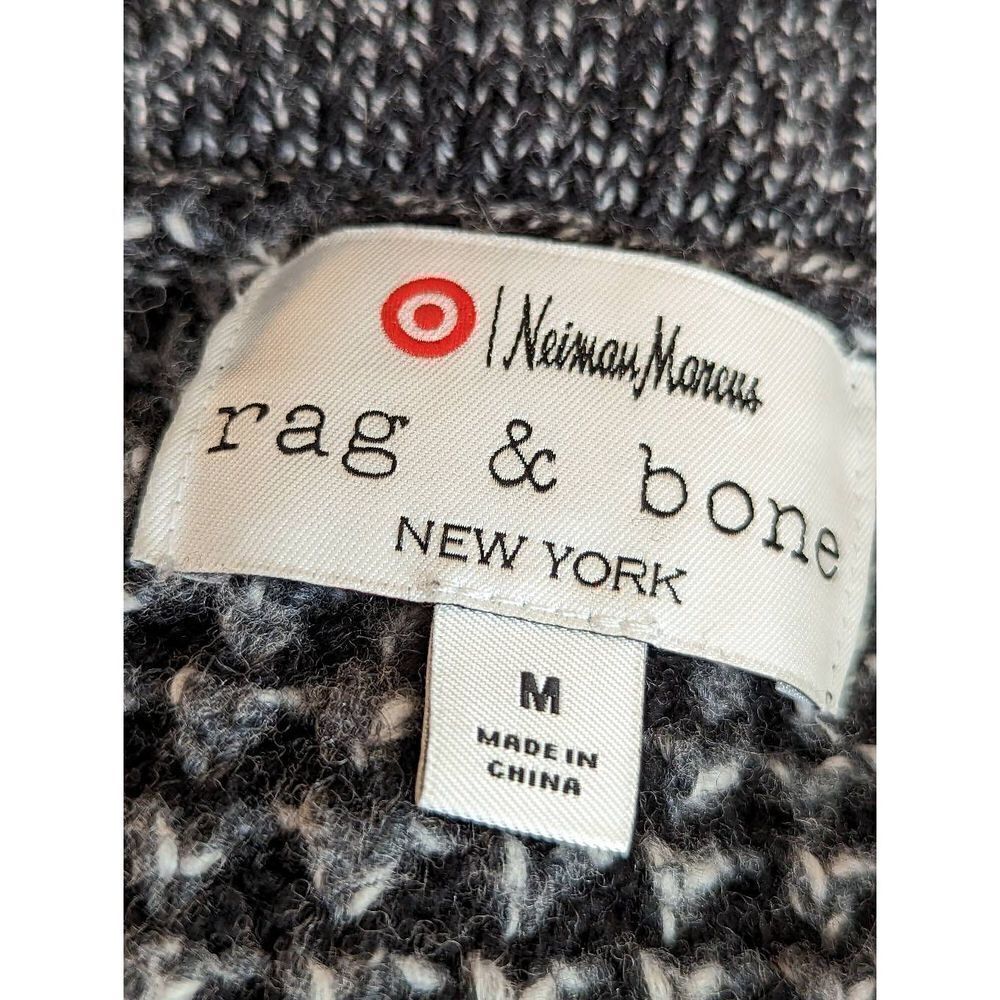 | Neiman Marcus
rag & bone
NEW YORK
M
MADE IN
CHINA